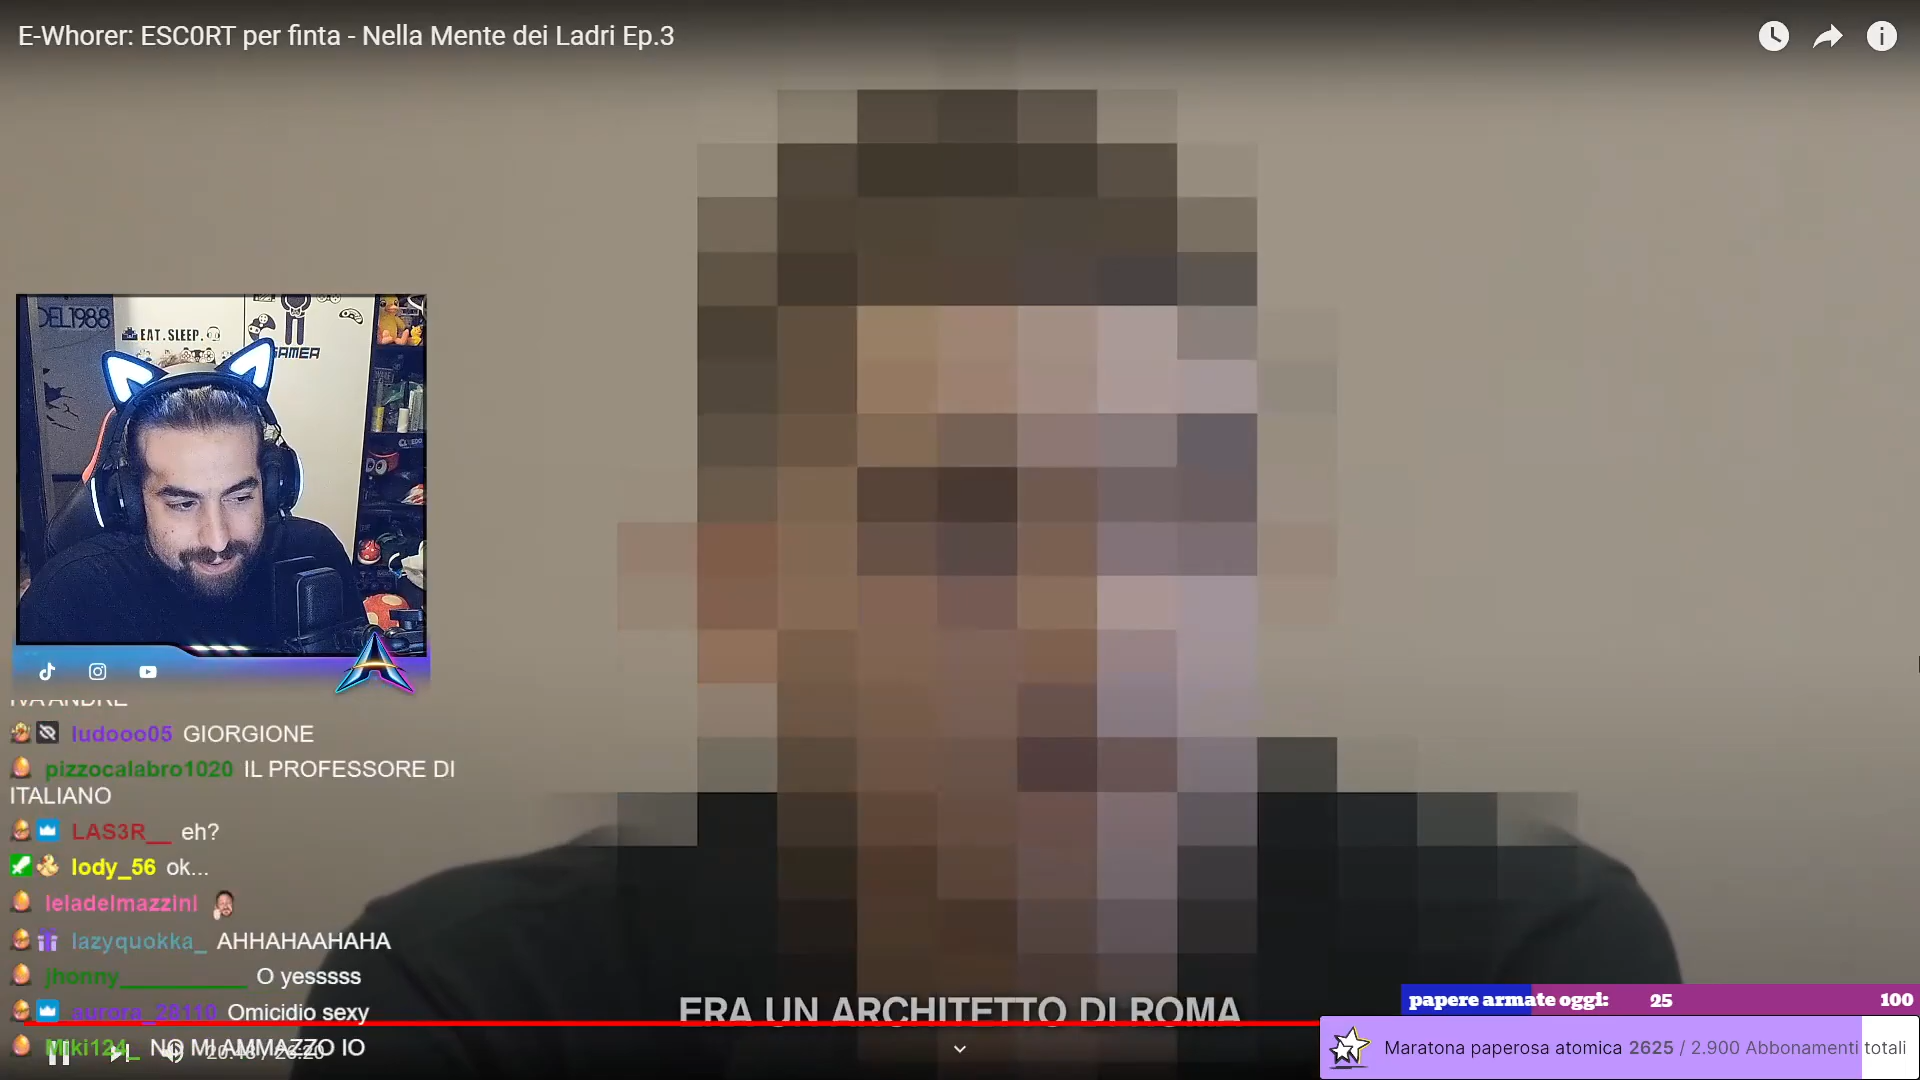 E-Whorer: ESC0RT per finta - Nella Mente dei Ladri Ep.3
DEL1988
EAT.SLEEP.
GAMER
ludooo05 GIORGIONE
pizzocalabro1020 IL PROFESSORE DI
ITALIANO
LAS3R__ eh?
lody_56 ok...
leladelmazzini
lazyquokka_ AHHAHAAHAHA
jhonny__________ O yesssss
aurora_28110 Omicidio sexy
Miki124_ NO MI AMMAZZO IO
ERA UN ARCHITETTO DI ROMA
papere armate oggi: 25 100
Maratona paperosa atomica 2625 / 2.900 Abbonamenti totali